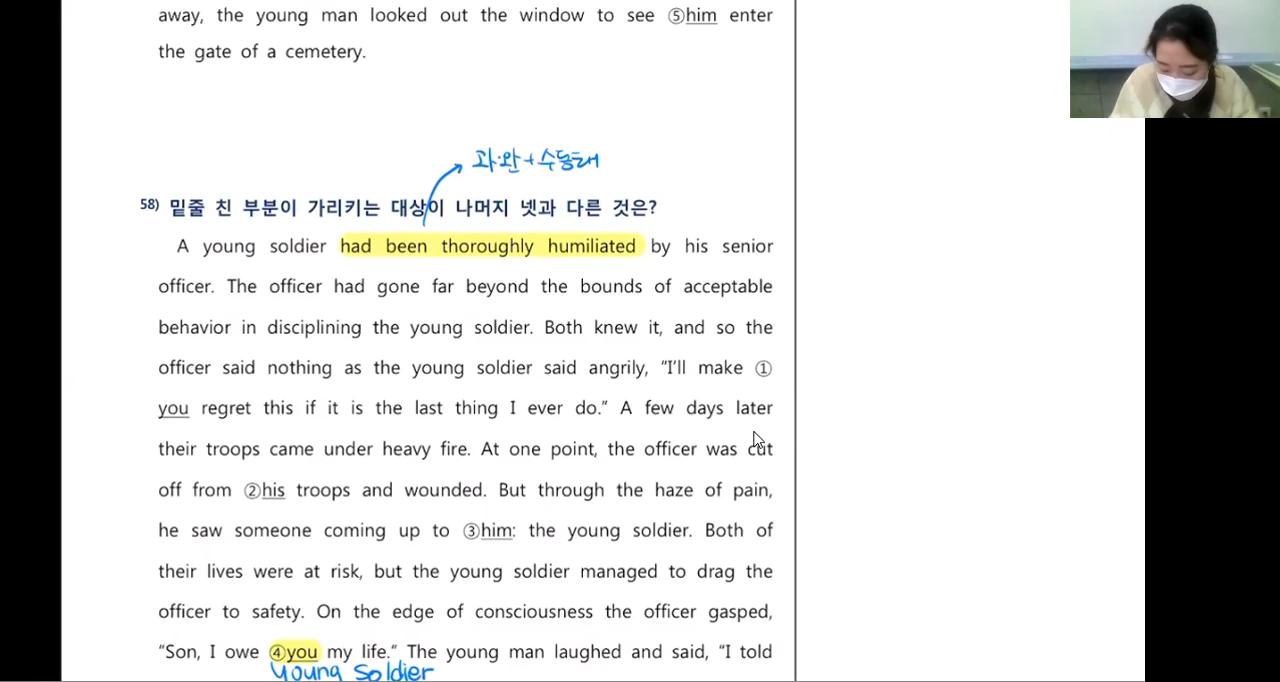 away, the young man looked out the window to see ⑤him enter
the gate of a cemetery.
과·완+수동태
58) 밑줄 친 부분이 가리키는 대상이 나머지 넷과 다른 것은?
A young soldier had been thoroughly humiliated by his senior
officer. The officer had gone far beyond the bounds of acceptable
behavior in disciplining the young soldier. Both knew it, and so the
officer said nothing as the young soldier said angrily, “I’ll make ①
you regret this if it is the last thing I ever do.” A few days later
their troops came under heavy fire. At one point, the officer was cut
off from ②his troops and wounded. But through the haze of pain,
he saw someone coming up to ③him: the young soldier. Both of
their lives were at risk, but the young soldier managed to drag the
officer to safety. On the edge of consciousness the officer gasped,
“Son, I owe ④you my life.” The young man laughed and said, “I told
Young Soldier